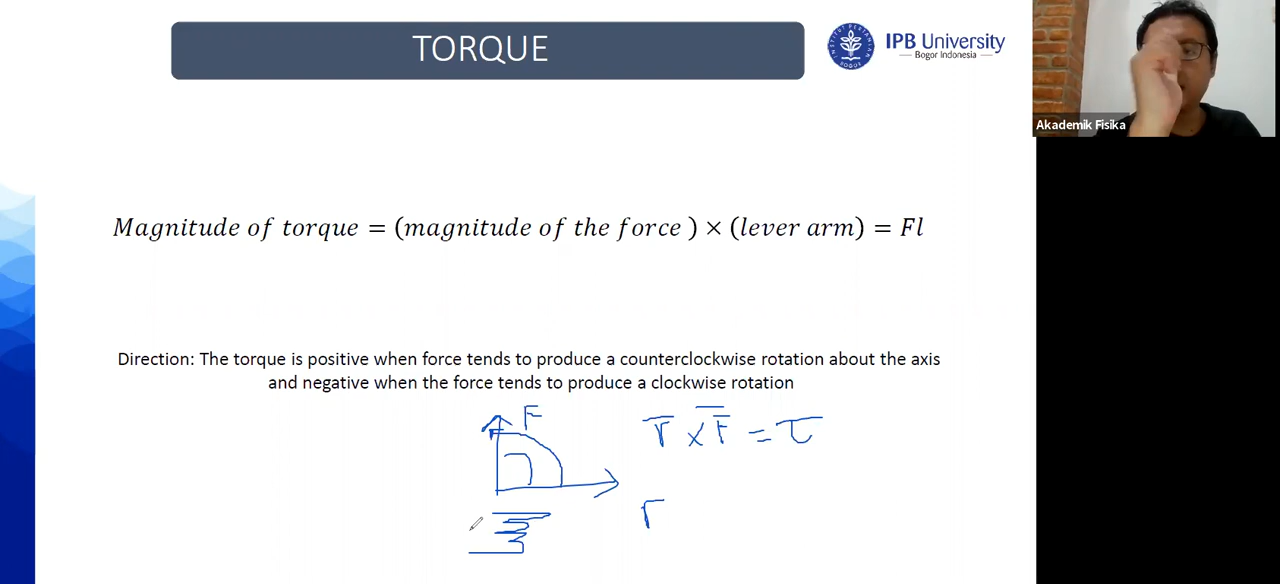 TORQUE
IPB University
Bogor Indonesia
Akademik Fisika
Magnitude of torque = (magnitude of the force ) × (lever arm) = Fl
Direction: The torque is positive when force tends to produce a counterclockwise rotation about the axis
and negative when the force tends to produce a clockwise rotation
F
r̅ × F̅ = τ
r